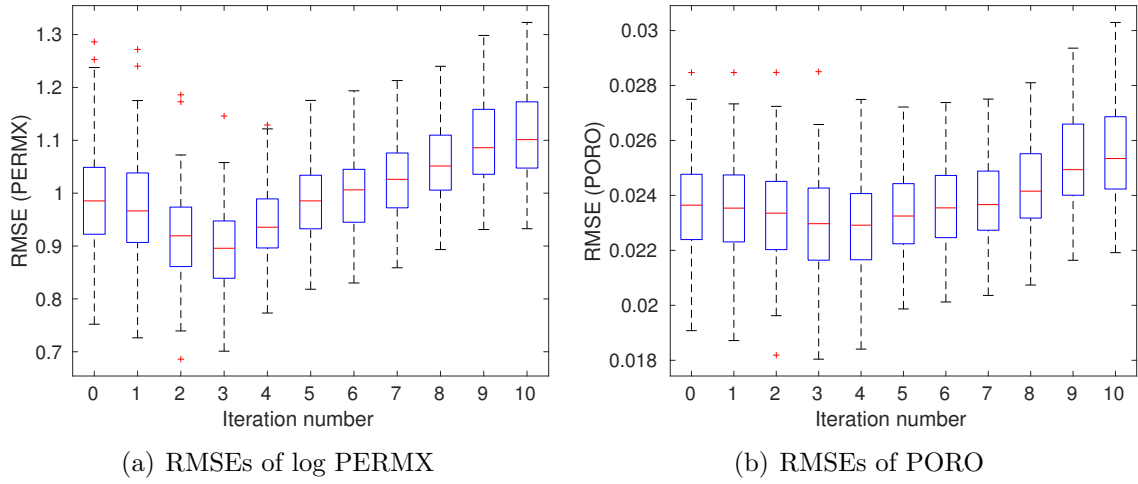 1.3
1.2
1.1
1
0.9
0.8
0.7
RMSE (PERMX)
0 1 2 3 4 5 6 7 8 9 10
Iteration number
(a) RMSEs of log PERMX
0.03
0.028
0.026
0.024
0.022
0.02
0.018
RMSE (PORO)
0 1 2 3 4 5 6 7 8 9 10
Iteration number
(b) RMSEs of PORO